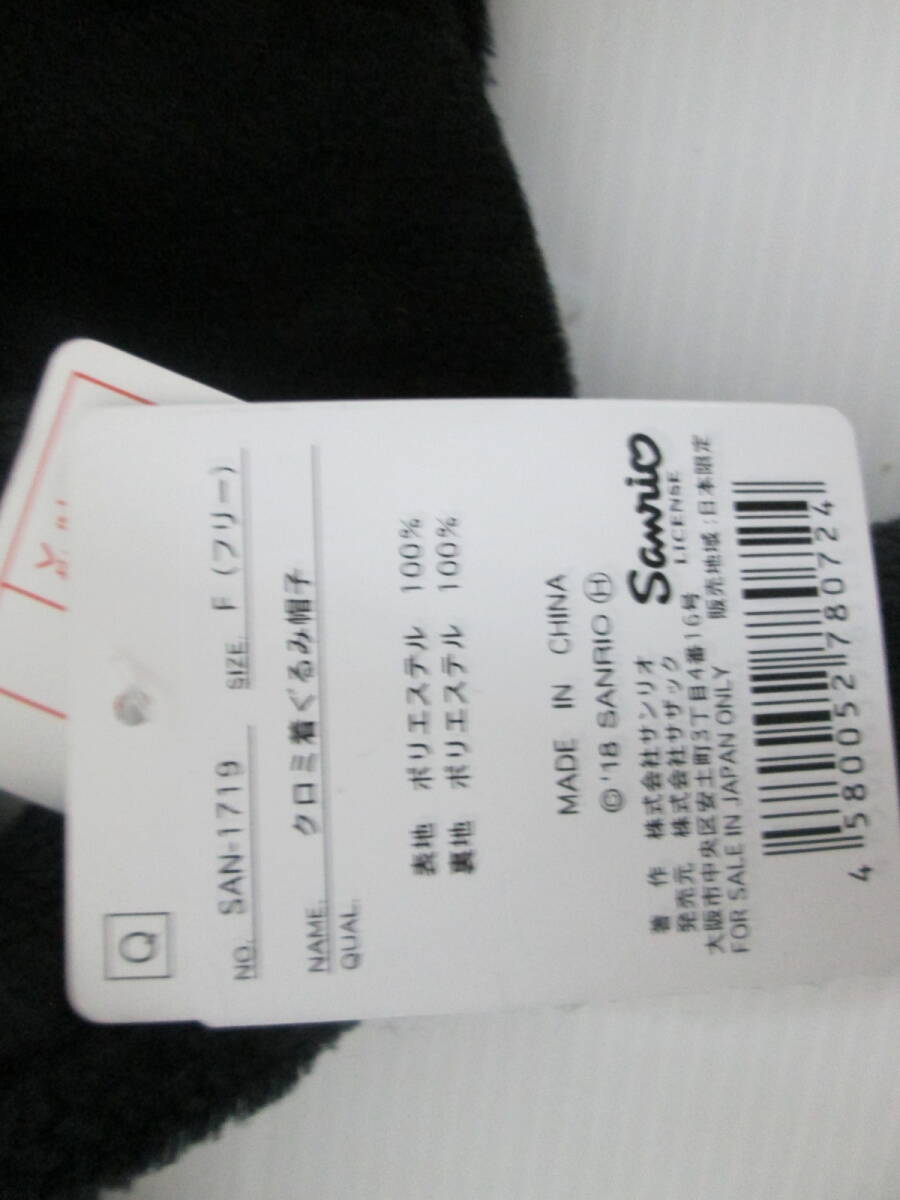 Q
NO. SAN-1719 SIZE. F (フリー)
NAME. クロミ着ぐるみ帽子
QUAL.
表地 ポリエステル 100%
裏地 ポリエステル 100%
MADE IN CHINA
©'18 SANRIO Ⓗ
Sanrio
LICENSE
著 作 株式会社サンリオ
発売元 株式会社サザック
大阪市中央区安土町3丁目4番16号
FOR SALE IN JAPAN ONLY 販売地域:日本限定
4 580052 780724